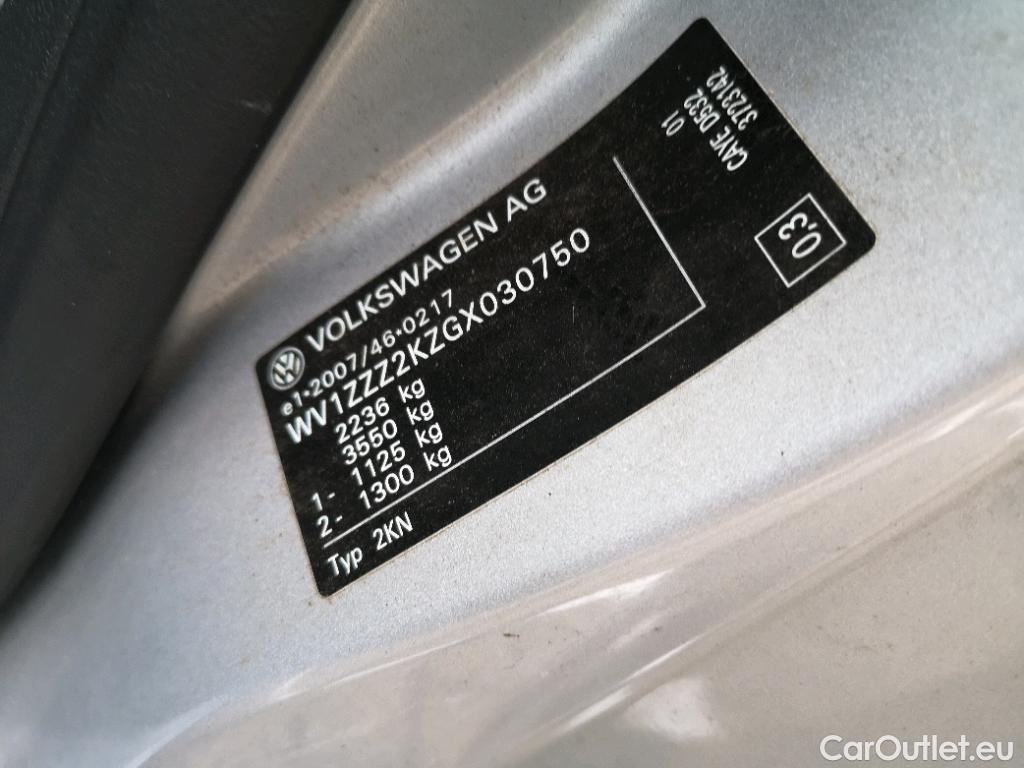 VOLKSWAGEN AG
e1*2007/46*0217
WV1ZZZ2KZGX030750
2236 kg
3550 kg
1- 1125 kg
2- 1300 kg
Typ 2KN
01
CAYE D532
3723142
0,3
CarOutlet.eu